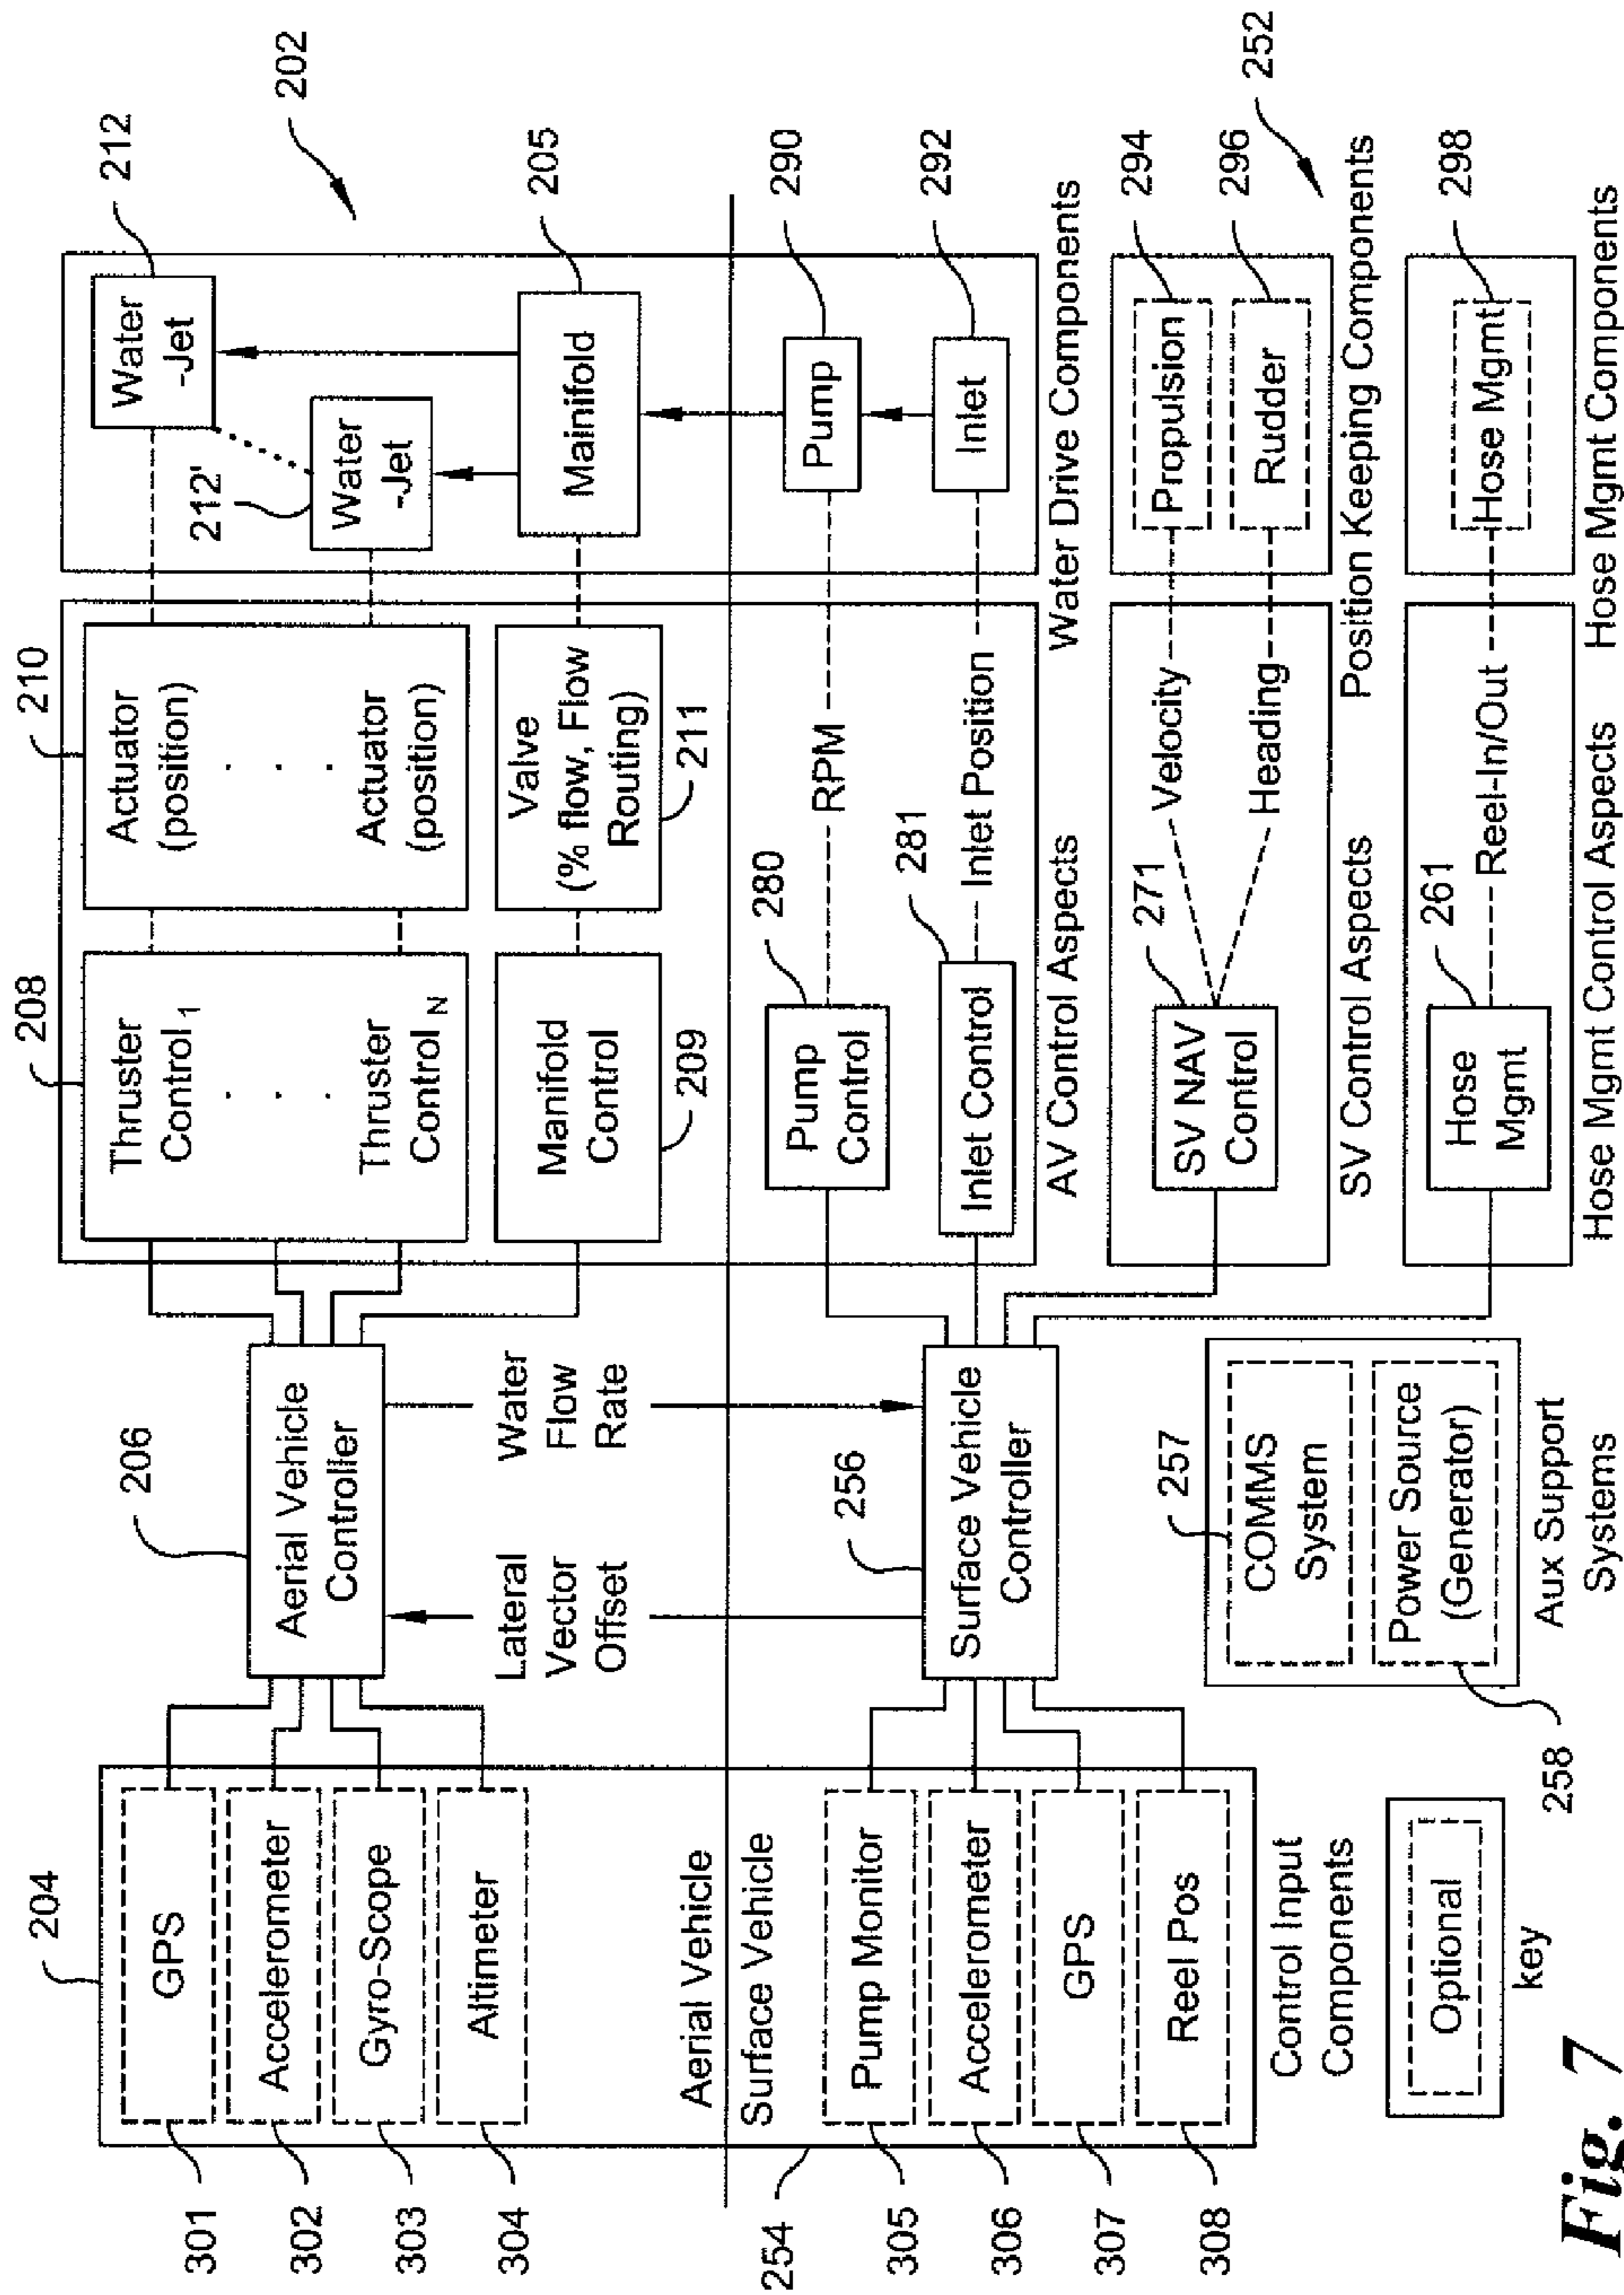 204
301
GPS
302
Accelerometer
303
Gyro-Scope
304
Altimeter
Aerial Vehicle
Surface Vehicle
254
305
Pump Monitor
306
Accelerometer
307
GPS
308
Reel Pos
Control Input
Components
Optional
key
206
Aerial Vehicle
Controller
Lateral
Vector
Offset
Water
Flow
Rate
256
Surface Vehicle
Controller
257
COMMS
System
Power Source
(Generator)
258
Aux Support
Systems
208
Thruster
Control 1
. . .
Thruster
Control N
Manifold
Control
209
210
Actuator
(position)
. . .
Actuator
(position)
Valve
(% flow, Flow
Routing)
211
280
Pump
Control
RPM
281
Inlet Control
Inlet Position
AV Control Aspects
271
SV NAV
Control
Velocity
Heading
SV Control Aspects
261
Hose
Mgmt
Reel-In/Out
Hose Mgmt Control Aspects
212
Water
-Jet
212'
Water
-Jet
202
205
Manifold
290
Pump
292
Inlet
Water Drive Components
294
Propulsion
296
Rudder
Position Keeping Components
252
298
Hose Mgmt
Hose Mgmt Components
Fig. 7